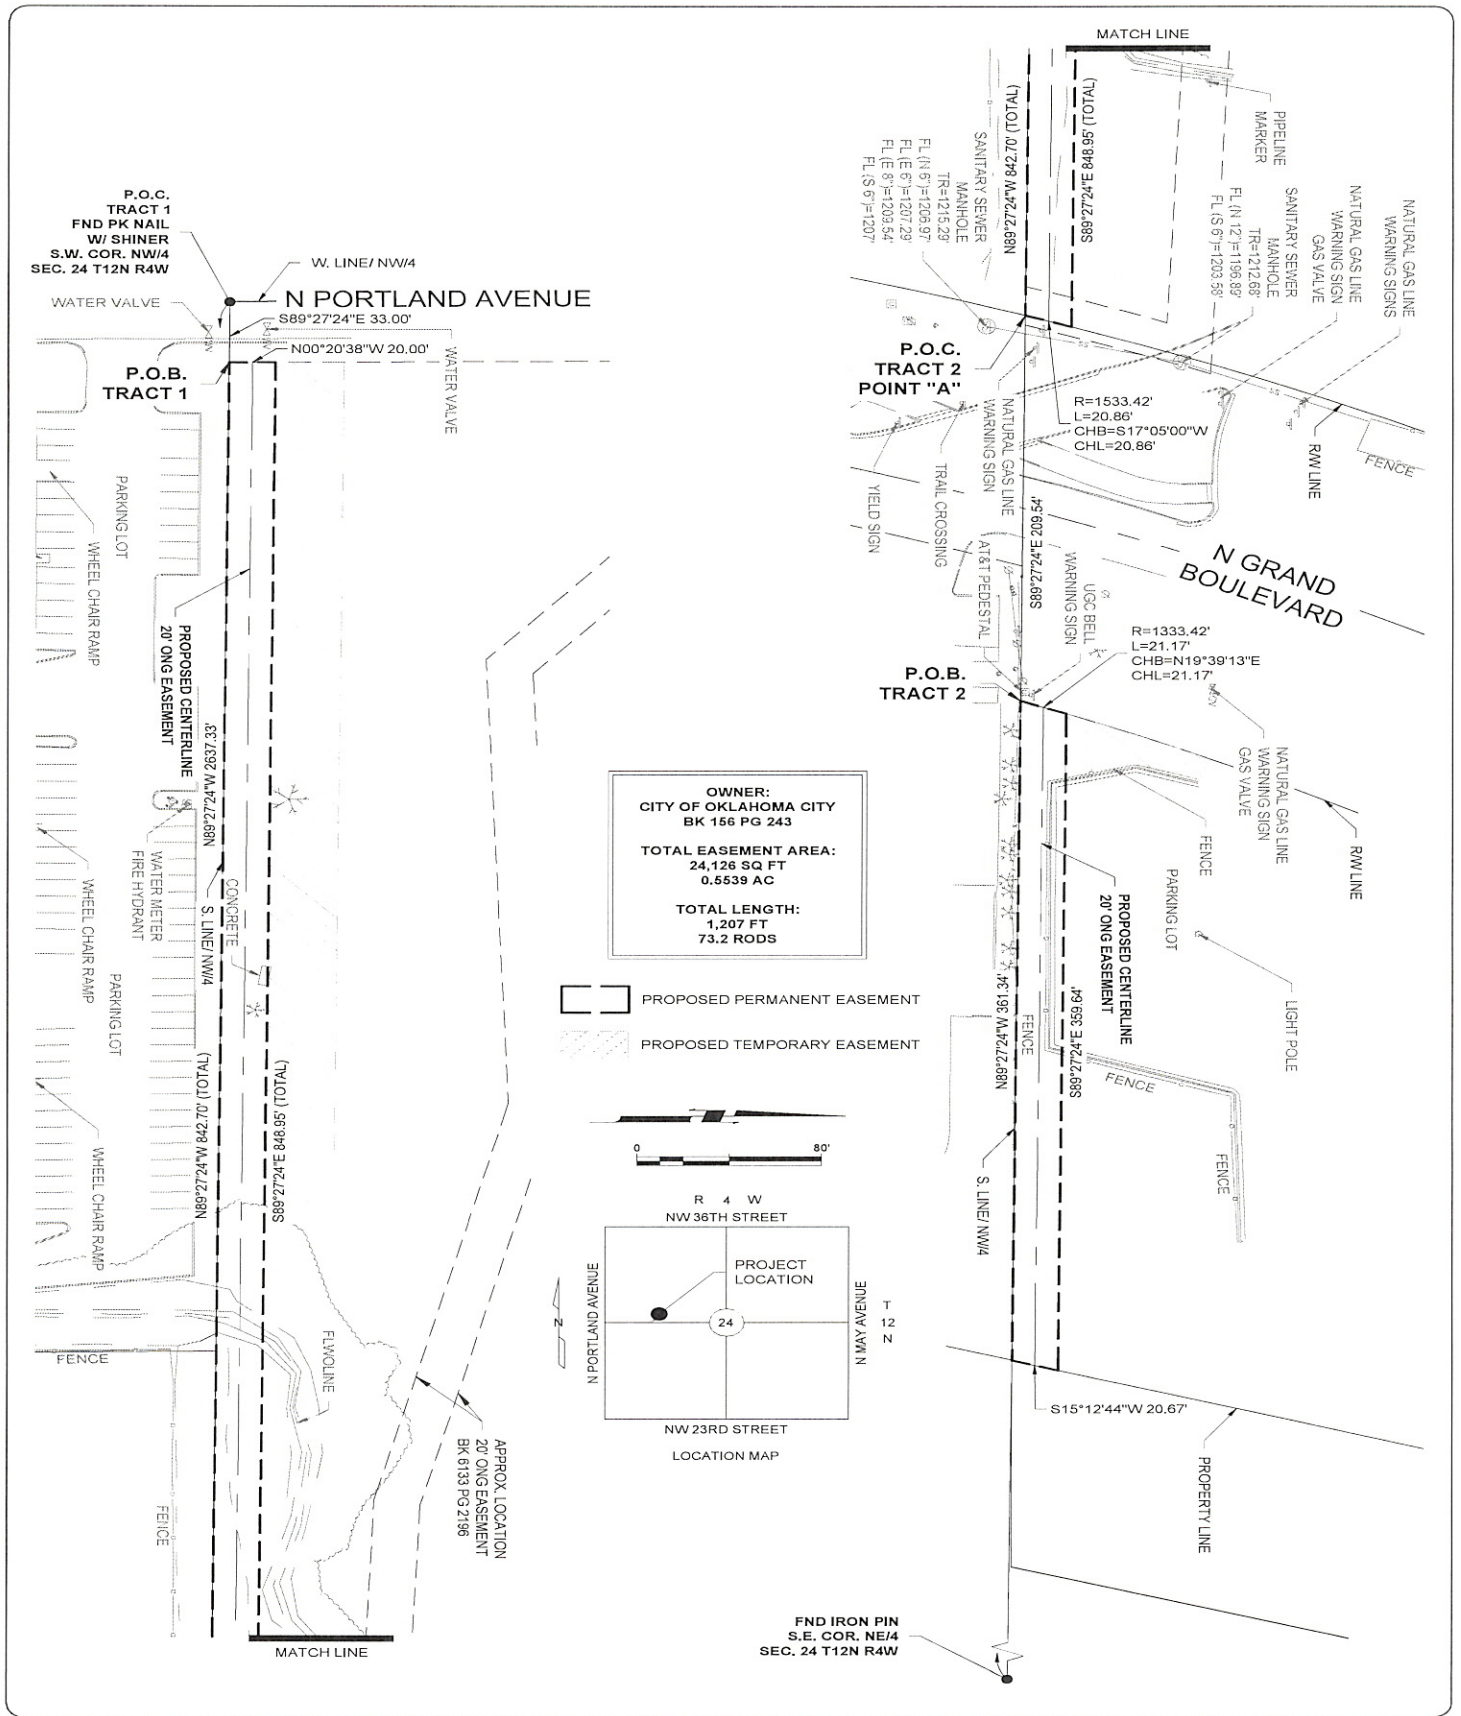 MATCH LINE
P.O.C.
TRACT 1
FND PK NAIL
W/ SHINER
S.W. COR. NW/4
SEC. 24 T12N R4W
WATER VALVE
W. LINE/ NW/4
N PORTLAND AVENUE
S89°27'24"E 33.00'
N00°20'38"W 20.00'
WATER VALVE
P.O.B.
TRACT 1
PARKING LOT
WHEEL CHAIR RAMP
PROPOSED CENTERLINE
20' ONG EASEMENT
N89°27'24"W 2637.33'
WATER METER
FIRE HYDRANT
S. LINE/ NW/4
CONCRETE
WHEEL CHAIR RAMP
PARKING LOT
N89°27'24"W 842.70' (TOTAL)
S89°27'24"E 848.95' (TOTAL)
WHEEL CHAIR RAMP
FENCE
FLWOLINE
FENCE
APPROX. LOCATION
20' ONG EASEMENT
BK 6133 PG 2196
MATCH LINE
OWNER:
CITY OF OKLAHOMA CITY
BK 156 PG 243
TOTAL EASEMENT AREA:
24,126 SQ FT
0.5539 AC
TOTAL LENGTH:
1,207 FT
73.2 RODS
PROPOSED PERMANENT EASEMENT
PROPOSED TEMPORARY EASEMENT
0 80'
R 4 W
NW 36TH STREET
N PORTLAND AVENUE
PROJECT
LOCATION
24
N MAY AVENUE
T
12
N
N
NW 23RD STREET
LOCATION MAP
N89°27'24"W 842.70' (TOTAL)
S89°27'24"E 848.95' (TOTAL)
PIPELINE
MARKER
SANITARY SEWER
MANHOLE
TR=1215.29'
FL (N 6")=1206.97'
FL (E 6")=1207.29'
FL (E 8")=1209.54'
FL (S 6")=1207'
SANITARY SEWER
MANHOLE
TR=1212.68'
FL (N 12")=1196.89'
FL (S 6")=1203.58'
NATURAL GAS LINE
WARNING SIGN
GAS VALVE
NATURAL GAS LINE
WARNING SIGNS
P.O.C.
TRACT 2
POINT "A"
R=1533.42'
L=20.86'
CHB=S17°05'00"W
CHL=20.86'
R/W LINE
FENCE
NATURAL GAS LINE
WARNING SIGN
TRAIL CROSSING
YIELD SIGN
S89°27'24"E 209.54'
AT&T PEDESTAL
UGC BELL
WARNING SIGN
N GRAND
BOULEVARD
R=1333.42'
L=21.17'
CHB=N19°39'13"E
CHL=21.17'
P.O.B.
TRACT 2
NATURAL GAS LINE
WARNING SIGN
GAS VALVE
R/W LINE
FENCE
PARKING LOT
PROPOSED CENTERLINE
20' ONG EASEMENT
LIGHT POLE
N89°27'24"W 361.34'
FENCE
S89°27'24"E 359.64'
FENCE
FENCE
S. LINE/ NW/4
S15°12'44"W 20.67'
PROPERTY LINE
FND IRON PIN
S.E. COR. NE/4
SEC. 24 T12N R4W